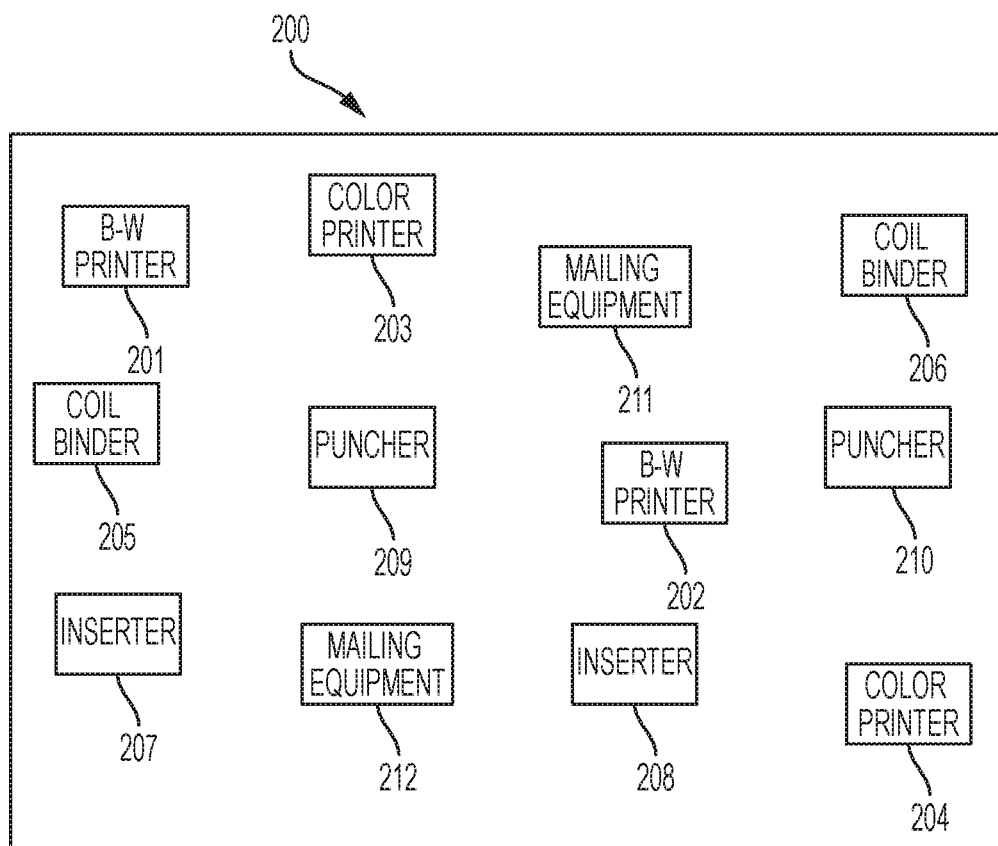 200
B-W
PRINTER
201
COLOR
PRINTER
203
MAILING
EQUIPMENT
211
COIL
BINDER
206
COIL
BINDER
205
PUNCHER
209
B-W
PRINTER
202
PUNCHER
210
INSERTER
207
MAILING
EQUIPMENT
212
INSERTER
208
COLOR
PRINTER
204